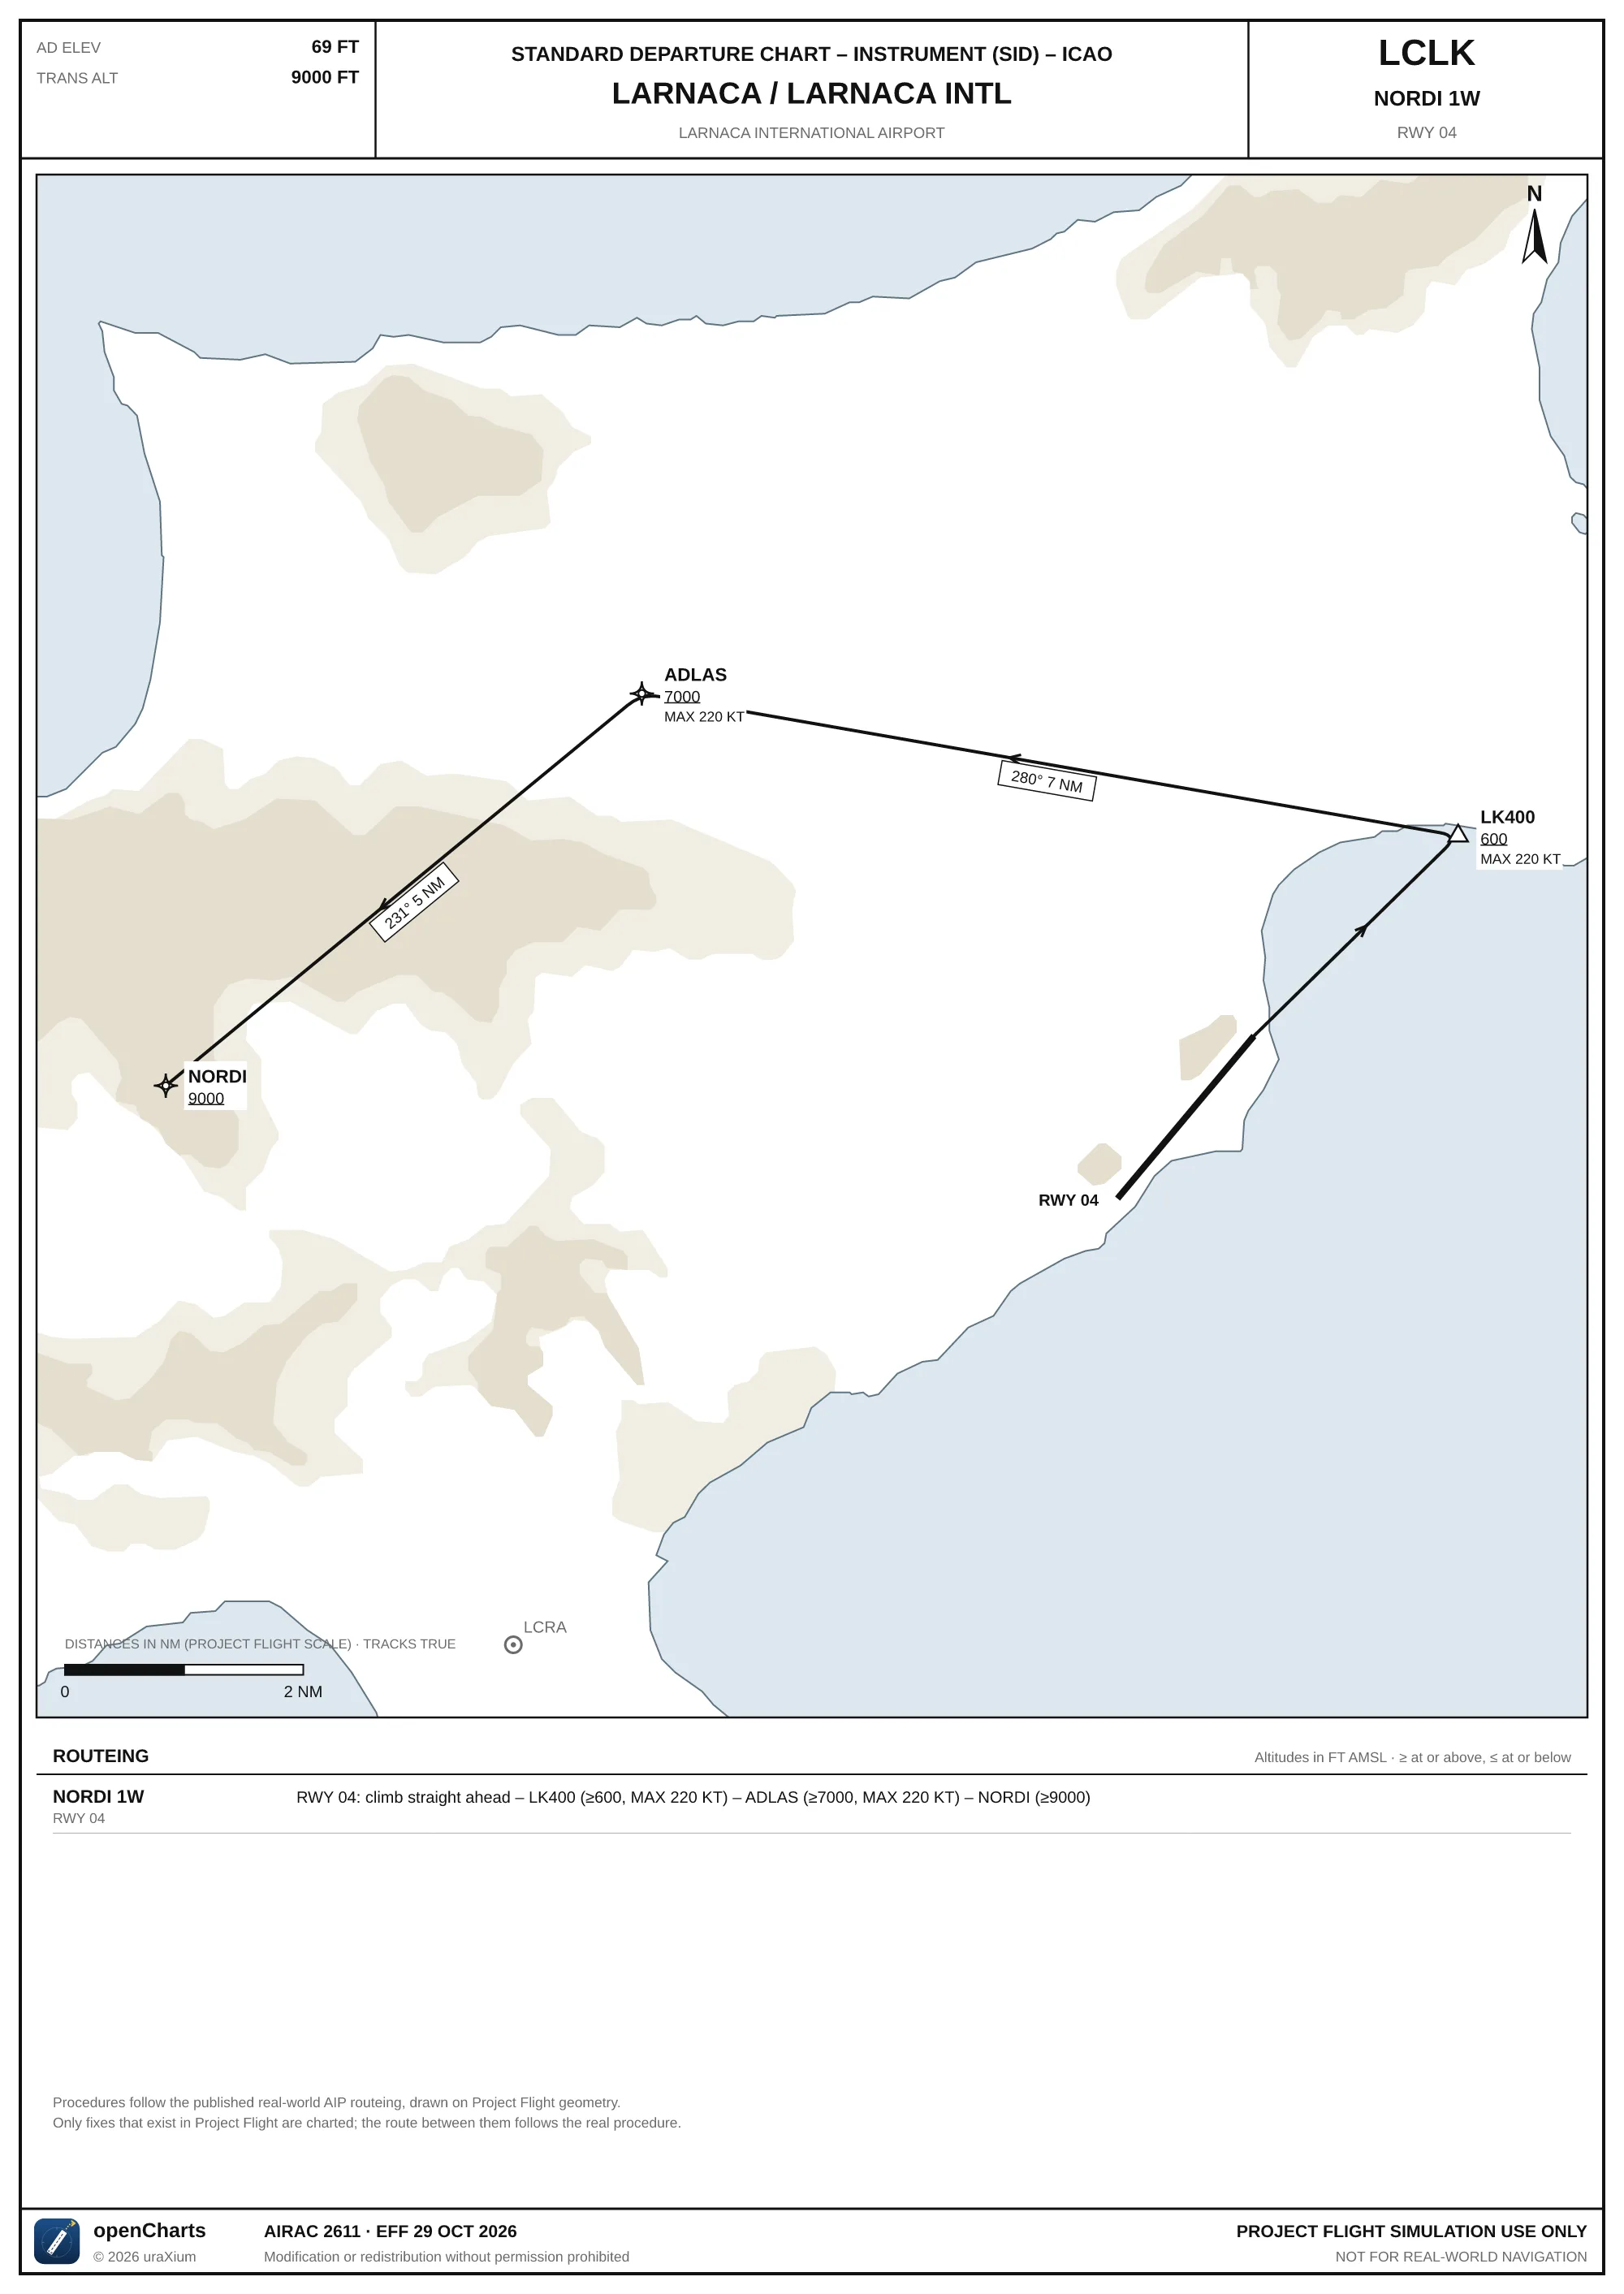 AD ELEV 69 FT
TRANS ALT 9000 FT
STANDARD DEPARTURE CHART – INSTRUMENT (SID) – ICAO
LARNACA / LARNACA INTL
LARNACA INTERNATIONAL AIRPORT
LCLK
NORDI 1W
RWY 04
N
ADLAS
7000
MAX 220 KT
280° 7 NM
LK400
600
MAX 220 KT
231° 5 NM
NORDI
9000
RWY 04
LCRA
DISTANCES IN NM (PROJECT FLIGHT SCALE) · TRACKS TRUE
0 2 NM
ROUTEING
Altitudes in FT AMSL · ≥ at or above, ≤ at or below
NORDI 1W
RWY 04: climb straight ahead – LK400 (≥600, MAX 220 KT) – ADLAS (≥7000, MAX 220 KT) – NORDI (≥9000)
RWY 04
Procedures follow the published real-world AIP routeing, drawn on Project Flight geometry.
Only fixes that exist in Project Flight are charted; the route between them follows the real procedure.
openCharts
© 2026 uraXium
AIRAC 2611 · EFF 29 OCT 2026
Modification or redistribution without permission prohibited
PROJECT FLIGHT SIMULATION USE ONLY
NOT FOR REAL-WORLD NAVIGATION